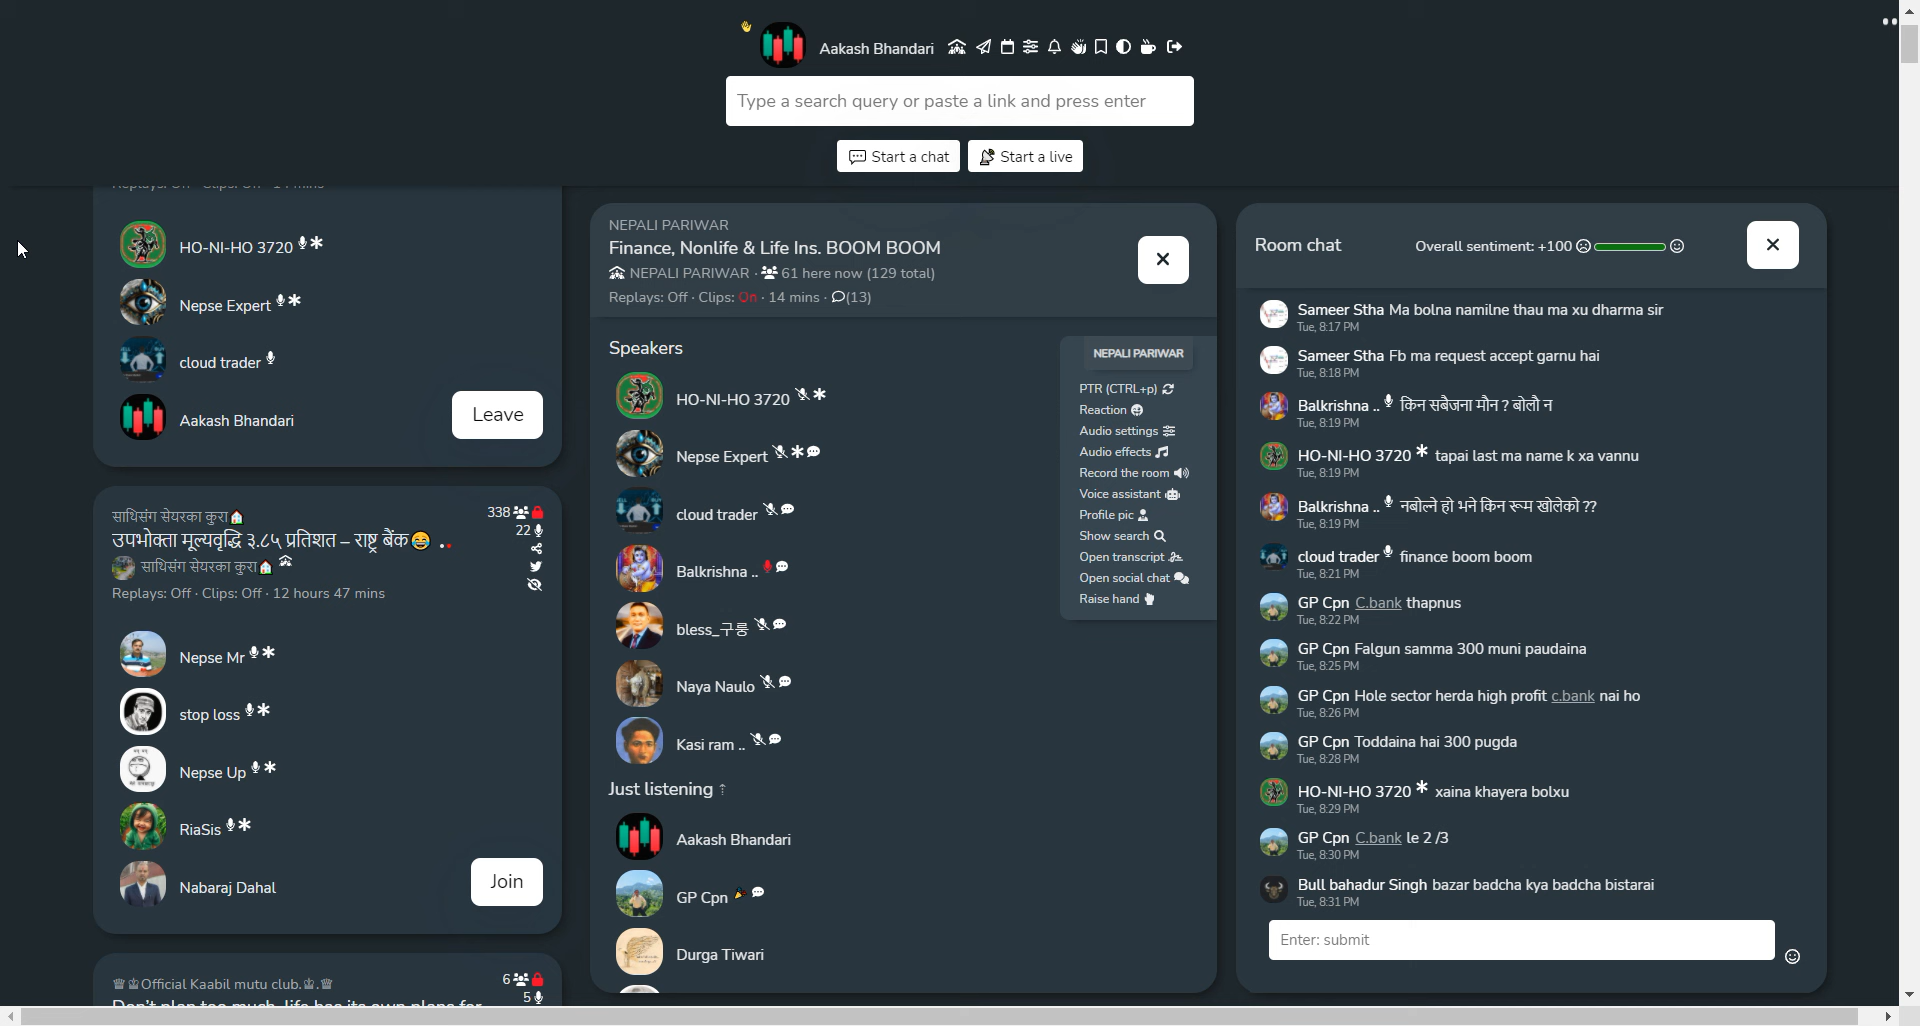 Aakash Bhandari
Type a search query or paste a link and press enter
Start a chat
Start a live
HO-NI-HO 3720
Nepse Expert
cloud trader
Aakash Bhandari
Leave
साथिसंग सेयरका कुरा
338
22
उपभोक्ता मूल्यवृद्धि ३.८५ प्रतिशत – राष्ट्र बैंक😂 ..
साथिसंग सेयरका कुरा
Replays: Off · Clips: Off · 12 hours 47 mins
Nepse Mr
stop loss
Nepse Up
RiaSis
Nabaraj Dahal
Join
♕♔Official Kaabil mutu club.♔.♕
6
5
NEPALI PARIWAR
Finance, Nonlife & Life Ins. BOOM BOOM
NEPALI PARIWAR · 61 here now (129 total)
Replays: Off · Clips: On · 14 mins · (13)
Speakers
HO-NI-HO 3720
Nepse Expert
cloud trader
Balkrishna ..
bless_구릉
Naya Naulo
Kasi ram ..
Just listening ⇡
Aakash Bhandari
GP Cpn
Durga Tiwari
NEPALI PARIWAR
PTR (CTRL+p)
Reaction
Audio settings
Audio effects
Record the room
Voice assistant
Profile pic
Show search
Open transcript
Open social chat
Raise hand
Room chat
Overall sentiment: +100
Sameer Stha Ma bolna namilne thau ma xu dharma sir
Tue, 8:17 PM
Sameer Stha Fb ma request accept garnu hai
Tue, 8:18 PM
Balkrishna .. किन सबैजना मौन ? बोलौ न
Tue, 8:19 PM
HO-NI-HO 3720 * tapai last ma name k xa vannu
Tue, 8:19 PM
Balkrishna .. नबोल्ने हो भने किन रूम खोलेको ??
Tue, 8:19 PM
cloud trader finance boom boom
Tue, 8:21 PM
GP Cpn C.bank thapnus
Tue, 8:22 PM
GP Cpn Falgun samma 300 muni paudaina
Tue, 8:25 PM
GP Cpn Hole sector herda high profit c.bank nai ho
Tue, 8:26 PM
GP Cpn Toddaina hai 300 pugda
Tue, 8:28 PM
HO-NI-HO 3720 * xaina khayera bolxu
Tue, 8:29 PM
GP Cpn C.bank le 2 /3
Tue, 8:30 PM
Bull bahadur Singh bazar badcha kya badcha bistarai
Tue, 8:31 PM
Enter: submit